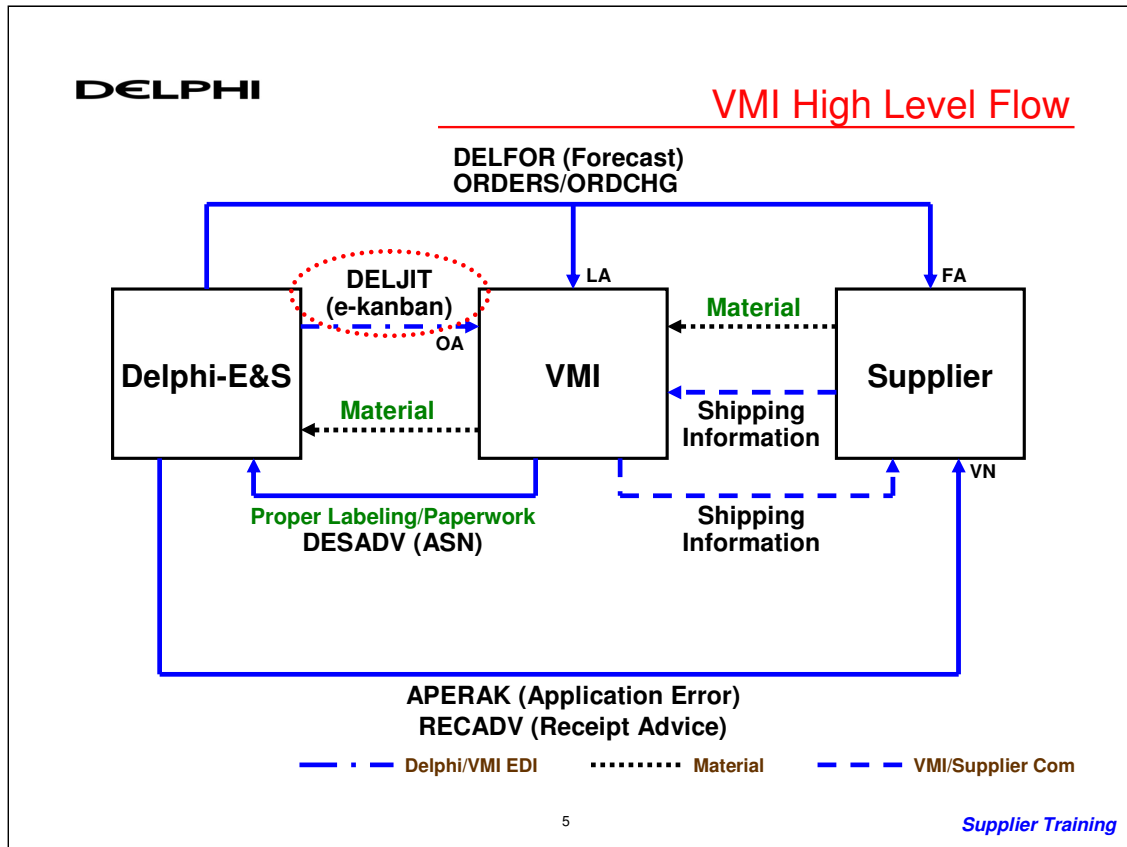 DELPHI
VMI High Level Flow
DELFOR (Forecast)
ORDERS/ORDCHG
DELJIT
(e-kanban)
LA
FA
OA
Material
Delphi-E&S
VMI
Supplier
Material
Shipping
Information
VN
Proper Labeling/Paperwork
DESADV (ASN)
Shipping
Information
APERAK (Application Error)
RECADV (Receipt Advice)
Delphi/VMI EDI
Material
VMI/Supplier Com
5
Supplier Training